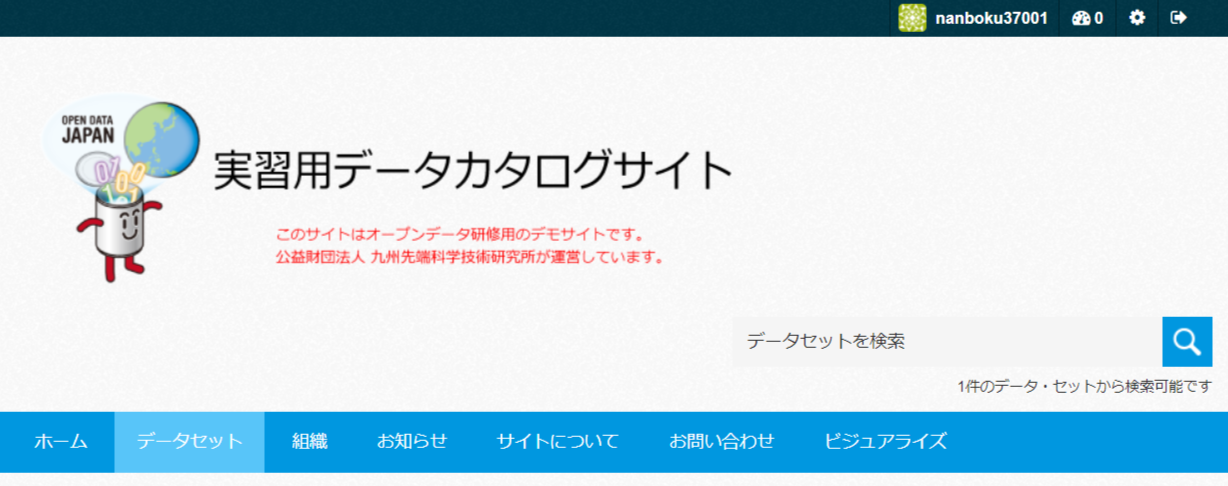 nanboku37001 0
OPEN DATA
JAPAN
実習用データカタログサイト
このサイトはオープンデータ研修用のデモサイトです。
公益財団法人 九州先端科学技術研究所が運営しています。
データセットを検索
1件のデータ・セットから検索可能です
ホーム データセット 組織 お知らせ サイトについて お問い合わせ ビジュアライズ